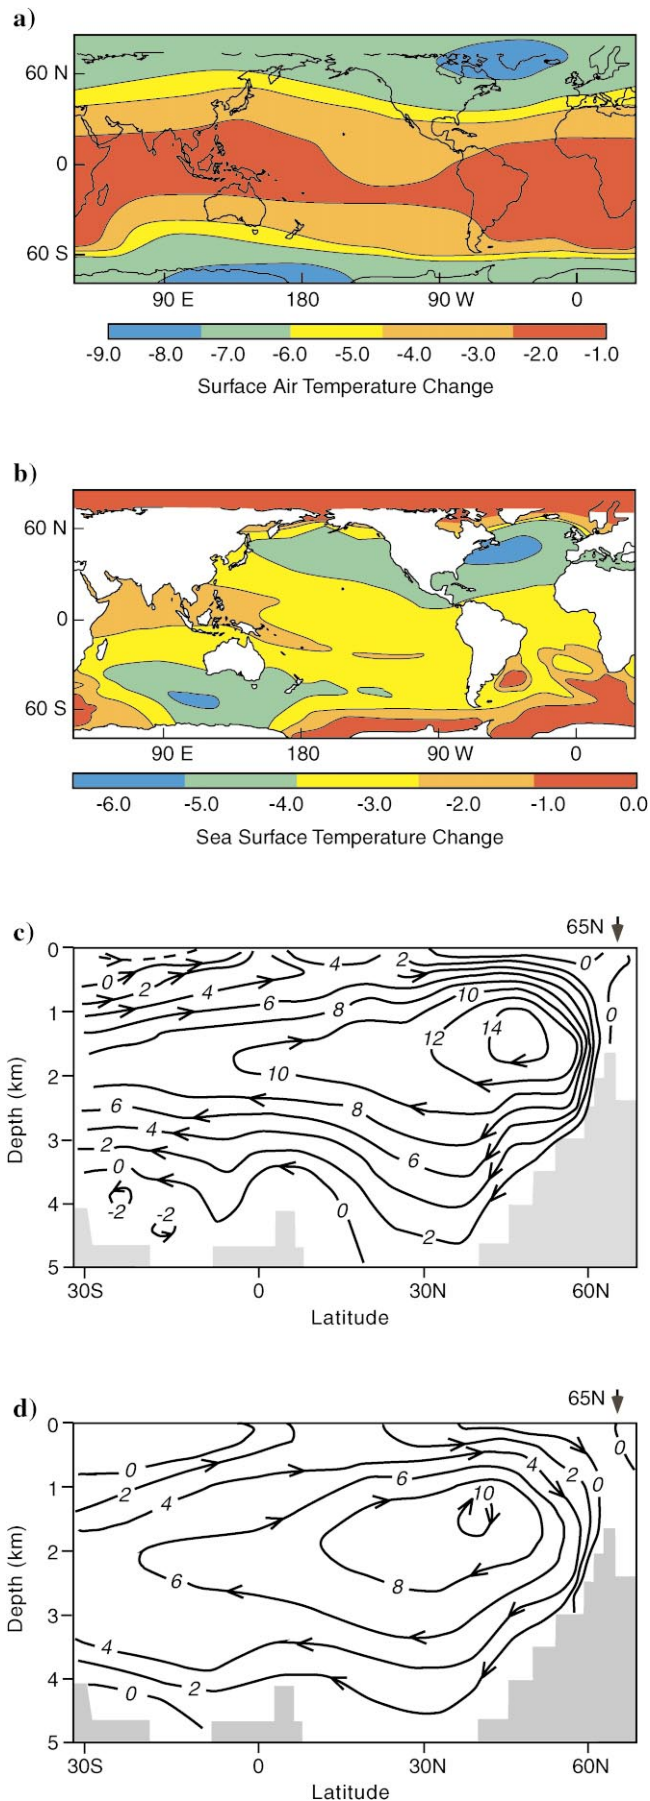 a)
60 N
0
60 S
90 E 180 90 W 0
-9.0 -8.0 -7.0 -6.0 -5.0 -4.0 -3.0 -2.0 -1.0
Surface Air Temperature Change
b)
60 N
0
60 S
90 E 180 90 W 0
-6.0 -5.0 -4.0 -3.0 -2.0 -1.0 0.0
Sea Surface Temperature Change
c)
65N
0
1
2
3
4
5
Depth (km)
0 2 4 6 8 4 2 0
10 12 14 0
10 8 6
6 4 2 0
-2 -2 0 2
30S 0 30N 60N
Latitude
d)
65N
0
1
2
3
4
5
Depth (km)
0 2 4 6 4 2 0 0
10
6 8
4 2 0
30S 0 30N 60N
Latitude